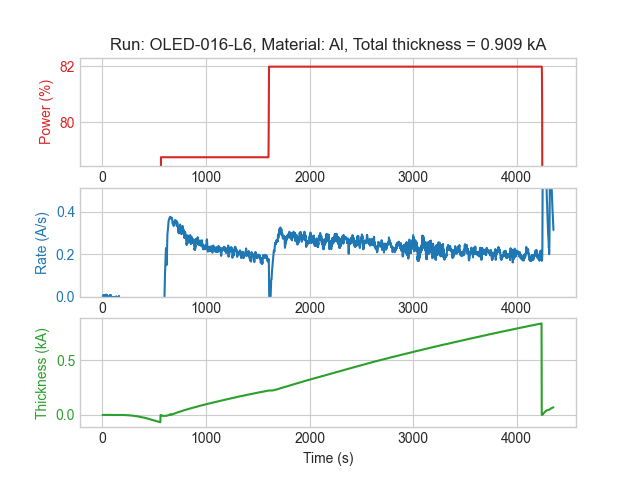 Run: OLED-016-L6, Material: Al, Total thickness = 0.909 kA
Power (%)
82
80
0 1000 2000 3000 4000
Rate (A/s)
0.4
0.2
0.0
0 1000 2000 3000 4000
Thickness (kA)
0.5
0.0
0 1000 2000 3000 4000
Time (s)